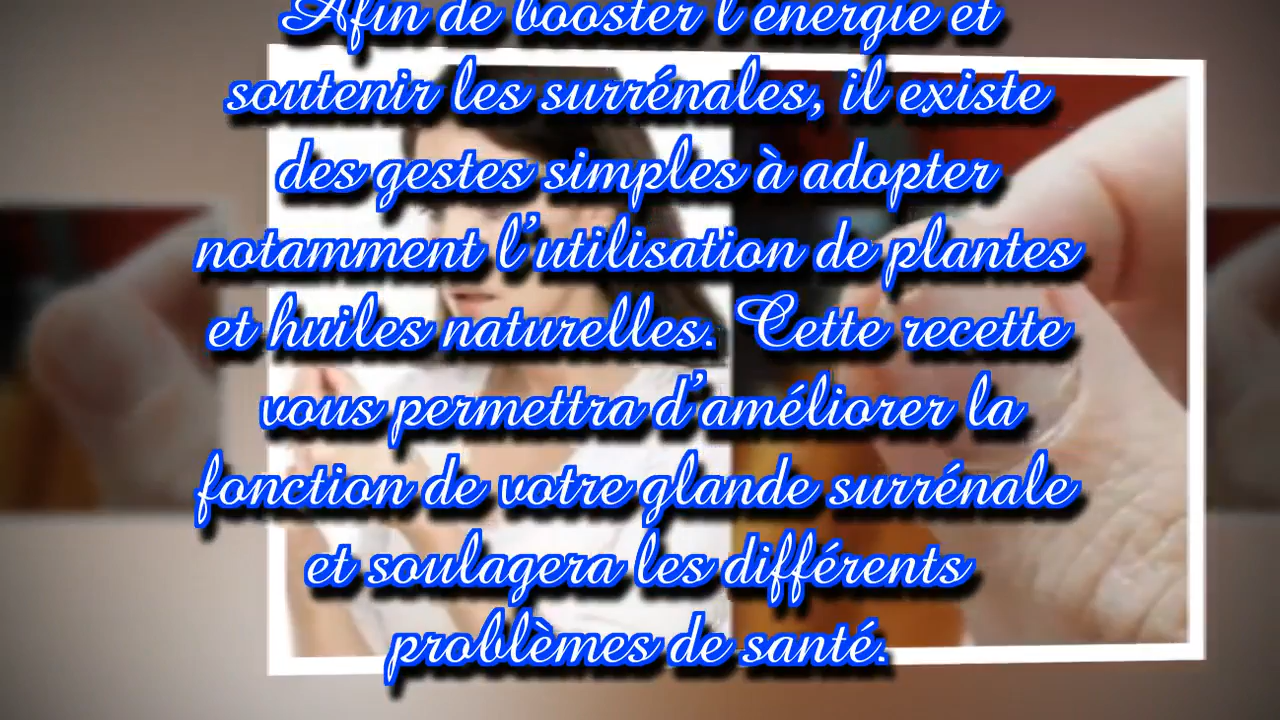 Afin de booster l'énergie et
soutenir les surrénales, il existe
des gestes simples à adopter
notamment l'utilisation de plantes
et huiles naturelles. Cette recette
vous permettra d'améliorer la
fonction de votre glande surrénale
et soulagera les différents
problèmes de santé.